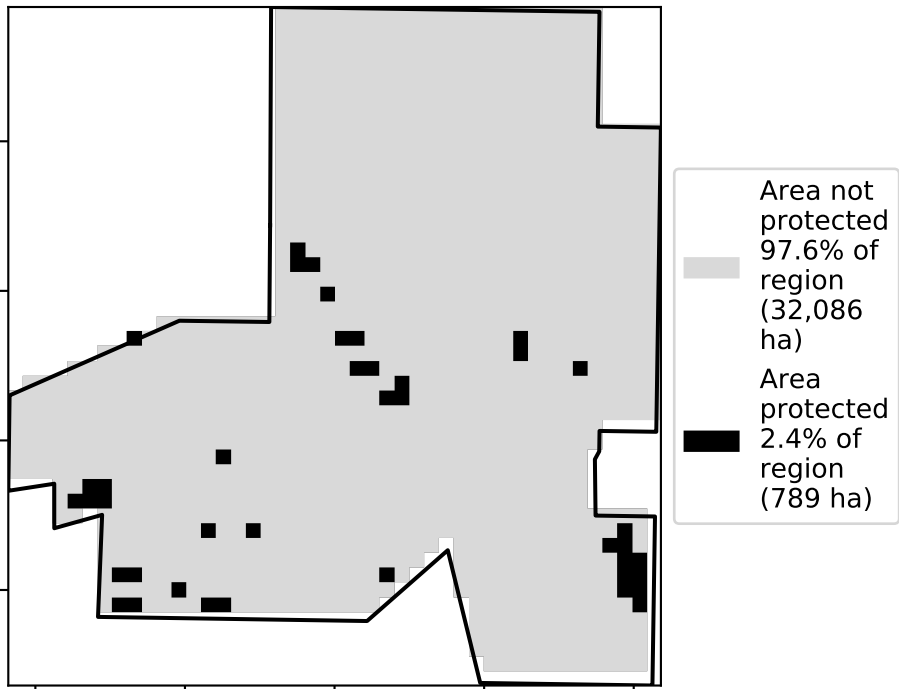 Area not
protected
97.6% of
region
(32,086
ha)
Area
protected
2.4% of
region
(789 ha)